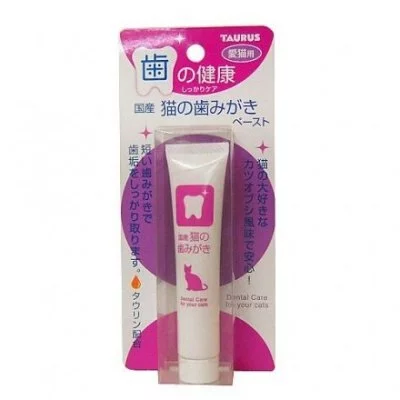 TAURUS
愛猫用
歯の健康
しっかりケア
国産 猫の歯みがき
ペースト
猫の大好きな
カツオブシ風味で安心!
短い歯みがきで
歯垢をしっかり取ります。
タウリン配合
国産 猫の
歯みがき
Dental Care
for your cats
Dental Care
for your cats